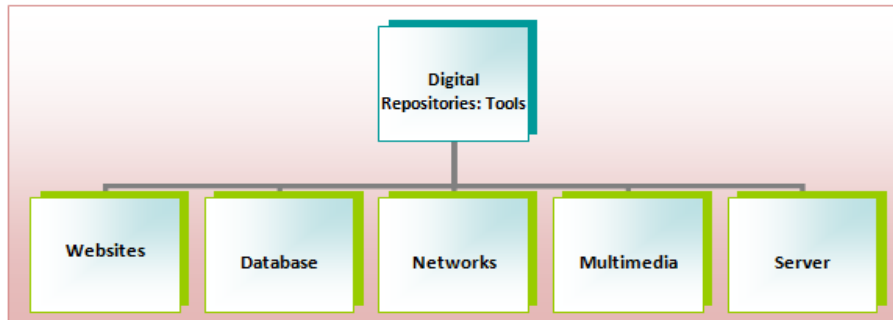 Digital
Repositories: Tools
Websites
Database
Networks
Multimedia
Server